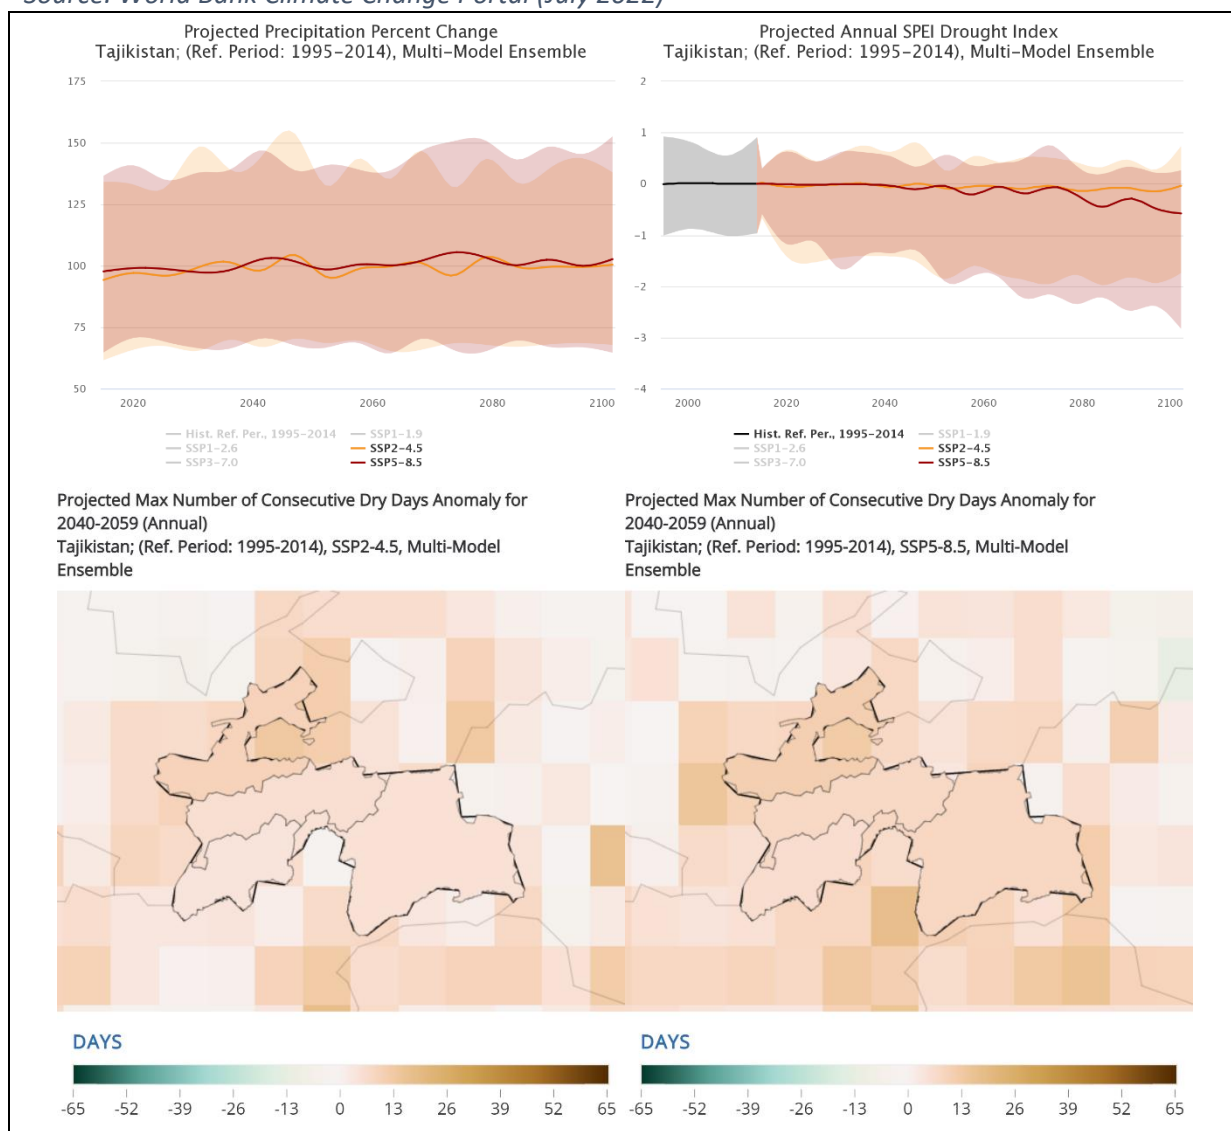 Source: World Bank Climate Change Portal (July 2022)
Projected Precipitation Percent Change
Tajikistan; (Ref. Period: 1995-2014), Multi-Model Ensemble
175
150
125
100
75
50
2020
2040
2060
2080
2100
Hist. Ref. Per., 1995-2014
SSP1-1.9
SSP1-2.6
SSP2-4.5
SSP3-7.0
SSP5-8.5
Projected Annual SPEI Drought Index
Tajikistan; (Ref. Period: 1995-2014), Multi-Model Ensemble
2
1
0
-1
-2
-3
-4
2000
2020
2040
2060
2080
2100
Hist. Ref. Per., 1995-2014
SSP1-1.9
SSP1-2.6
SSP2-4.5
SSP3-7.0
SSP5-8.5
Projected Max Number of Consecutive Dry Days Anomaly for
2040-2059 (Annual)
Tajikistan; (Ref. Period: 1995-2014), SSP2-4.5, Multi-Model
Ensemble
DAYS
-65 -52 -39 -26 -13 0 13 26 39 52 65
Projected Max Number of Consecutive Dry Days Anomaly for
2040-2059 (Annual)
Tajikistan; (Ref. Period: 1995-2014), SSP5-8.5, Multi-Model
Ensemble
DAYS
-65 -52 -39 -26 -13 0 13 26 39 52 65